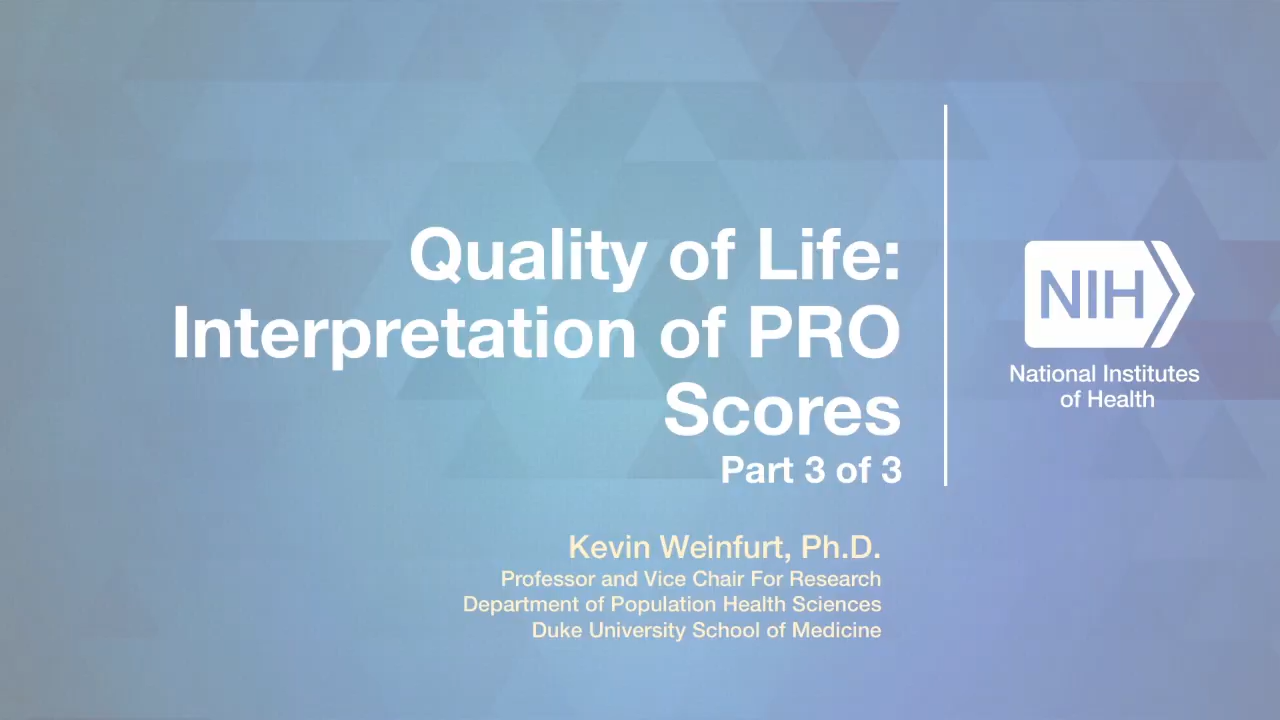 Quality of Life:
Interpretation of PRO
Scores
Part 3 of 3
Kevin Weinfurt, Ph.D.
Professor and Vice Chair For Research
Department of Population Health Sciences
Duke University School of Medicine
NIH
National Institutes
of Health